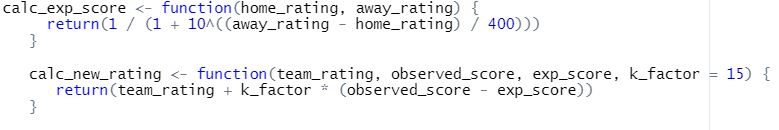 calc_exp_score <- function(home_rating, away_rating) {
return(1 / (1 + 10^((away_rating - home_rating) / 400)))
}
calc_new_rating <- function(team_rating, observed_score, exp_score, k_factor = 15) {
return(team_rating + k_factor * (observed_score - exp_score))
}